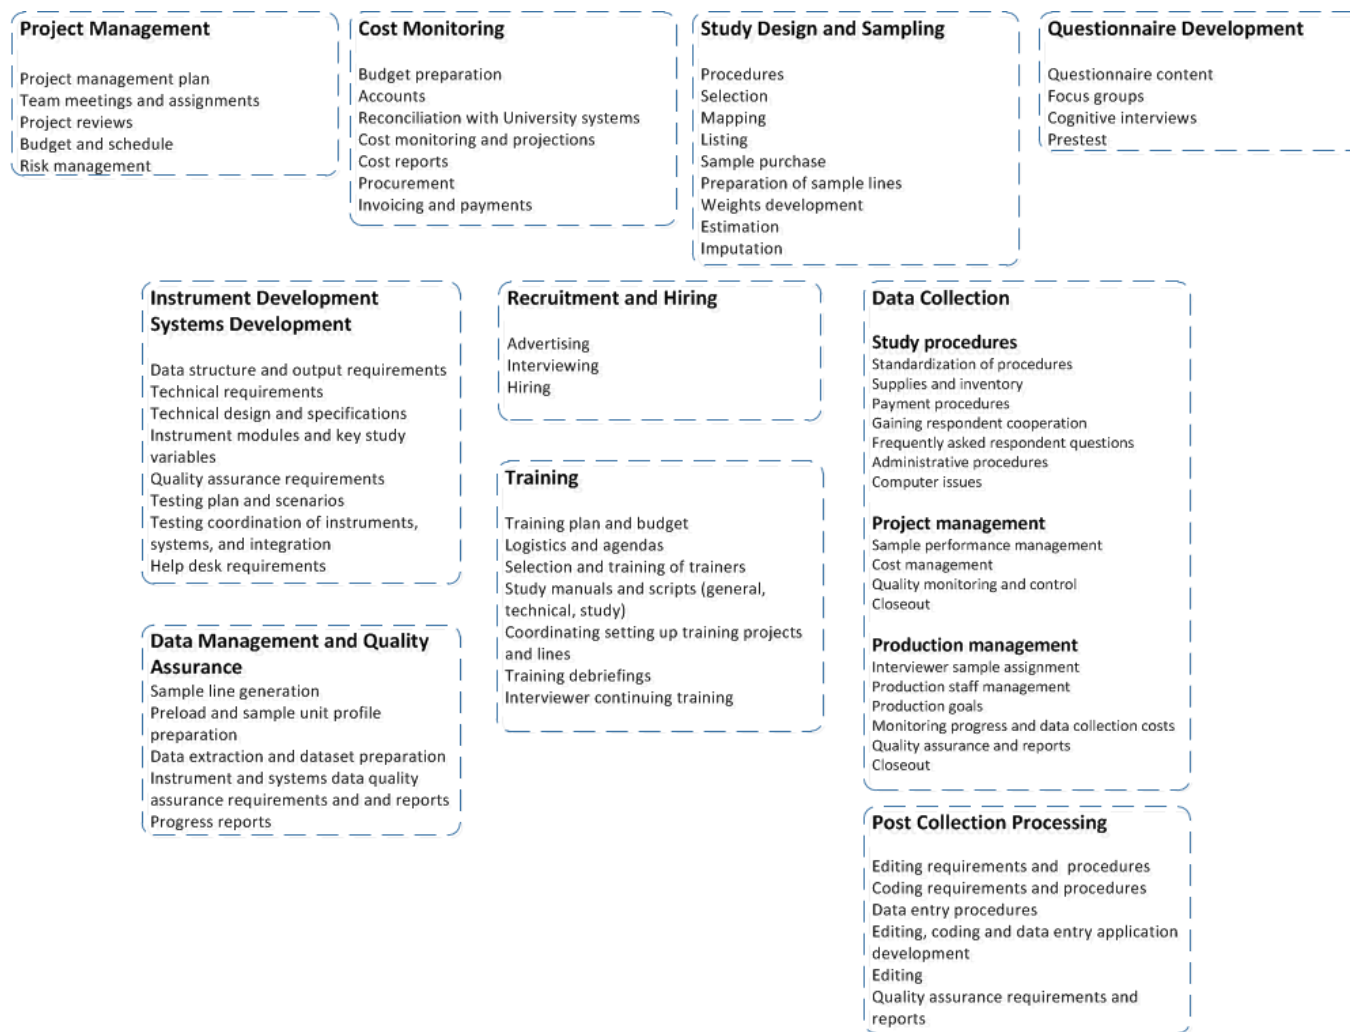 Project Management
Project management plan
Team meetings and assignments
Project reviews
Budget and schedule
Risk management
Cost Monitoring
Budget preparation
Accounts
Reconciliation with University systems
Cost monitoring and projections
Cost reports
Procurement
Invoicing and payments
Study Design and Sampling
Procedures
Selection
Mapping
Listing
Sample purchase
Preparation of sample lines
Weights development
Estimation
Imputation
Questionnaire Development
Questionnaire content
Focus groups
Cognitive interviews
Prestest
Instrument Development
Systems Development
Data structure and output requirements
Technical requirements
Technical design and specifications
Instrument modules and key study
variables
Quality assurance requirements
Testing plan and scenarios
Testing coordination of instruments,
systems, and integration
Help desk requirements
Recruitment and Hiring
Advertising
Interviewing
Hiring
Data Collection
Study procedures
Standardization of procedures
Supplies and inventory
Payment procedures
Gaining respondent cooperation
Frequently asked respondent questions
Administrative procedures
Computer issues
Project management
Sample performance management
Cost management
Quality monitoring and control
Closeout
Production management
Interviewer sample assignment
Production staff management
Production goals
Monitoring progress and data collection costs
Quality assurance and reports
Closeout
Training
Training plan and budget
Logistics and agendas
Selection and training of trainers
Study manuals and scripts (general,
technical, study)
Coordinating setting up training projects
and lines
Training debriefings
Interviewer continuing training
Data Management and Quality
Assurance
Sample line generation
Preload and sample unit profile
preparation
Data extraction and dataset preparation
Instrument and systems data quality
assurance requirements and and reports
Progress reports
Post Collection Processing
Editing requirements and procedures
Coding requirements and procedures
Data entry procedures
Editing, coding and data entry application
development
Editing
Quality assurance requirements and
reports